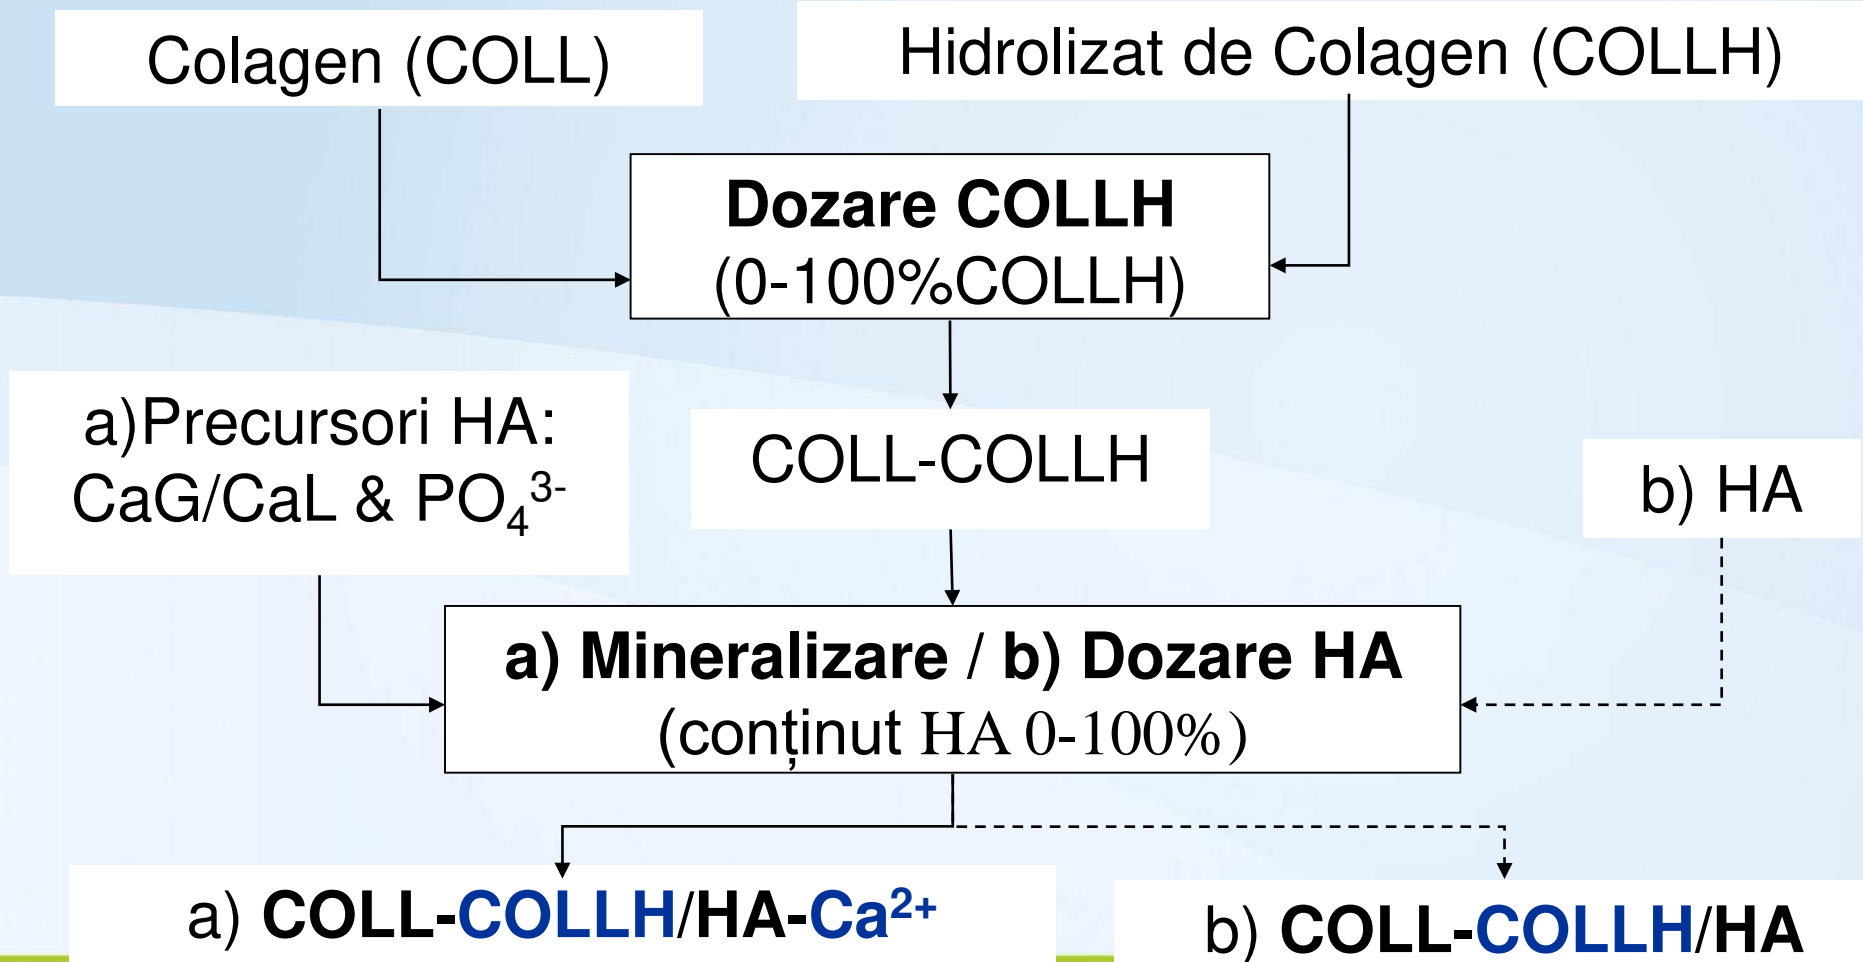 Colagen (COLL)
Hidrolizat de Colagen (COLLH)
Dozare COLLH
(0-100%COLLH)
a)Precursori HA:
CaG/CaL & PO₄³⁻
COLL-COLLH
b) HA
a) Mineralizare / b) Dozare HA
(conținut HA 0-100%)
a) COLL-COLLH/HA-Ca²⁺
b) COLL-COLLH/HA